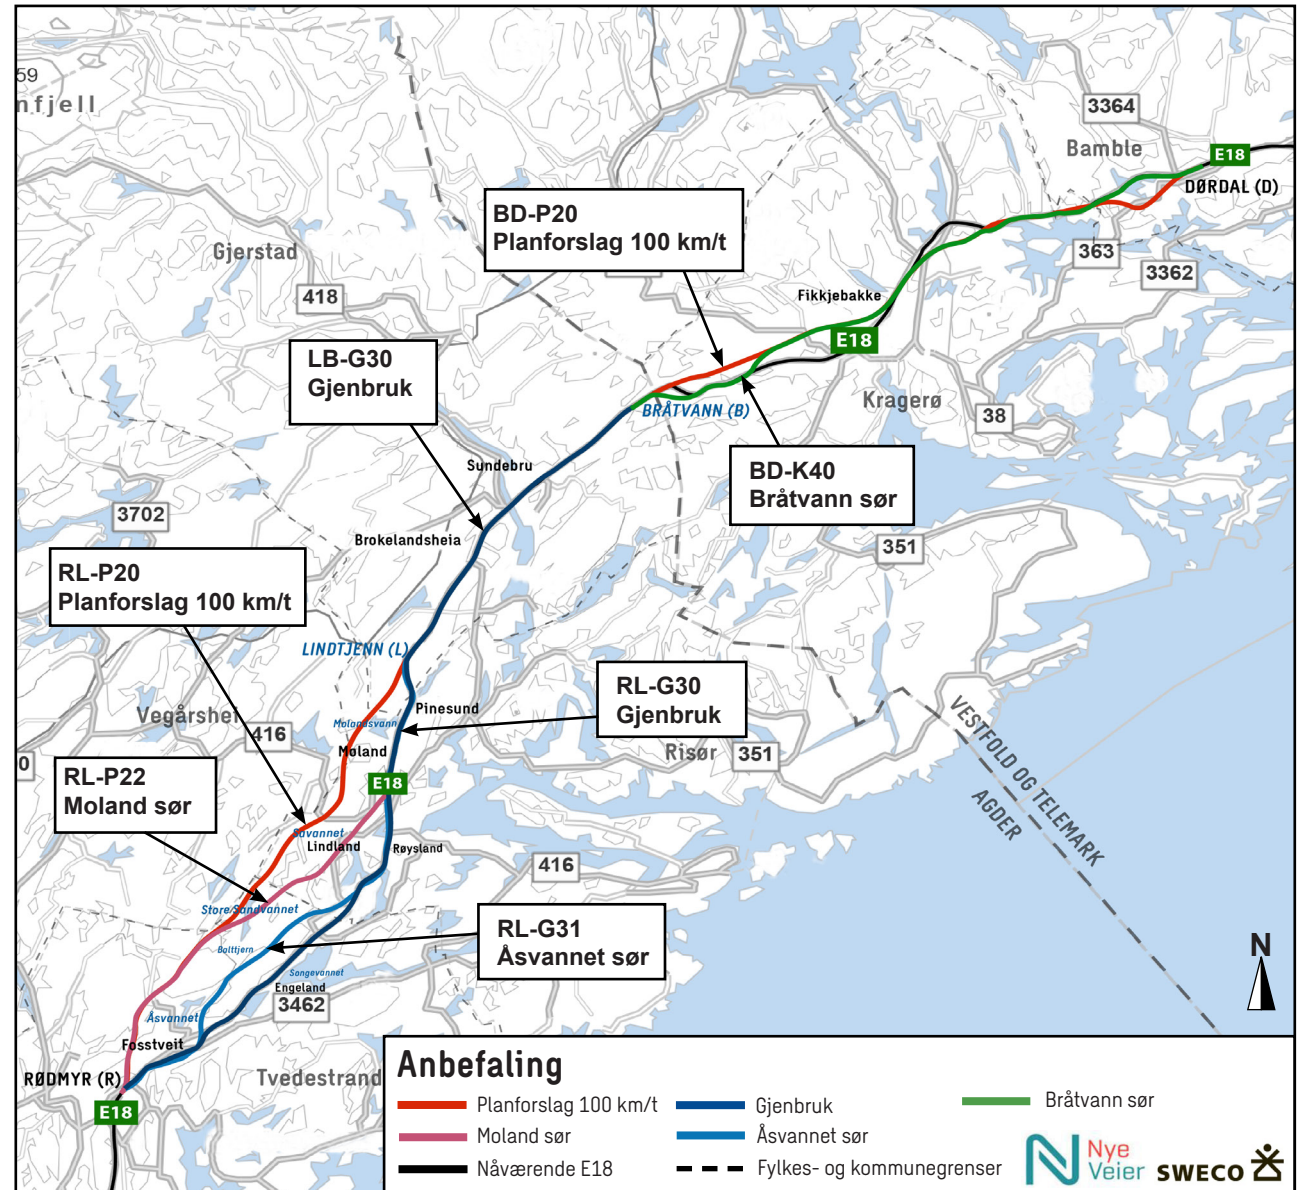 59
nfjell
3364
Bamble
E18
DØRDAL (D)
BD-P20
Planforslag 100 km/t
Gjerstad
363
3362
418
Fikkjebakke
E18
LB-G30
Gjenbruk
BRÅTVANN (B)
Kragerø
38
Sundebru
BD-K40
Bråtvann sør
3702
Brokelandsheia
351
RL-P20
Planforslag 100 km/t
LINDTJENN (L)
RL-G30
Gjenbruk
Pinesund
Vegårshei
Molandsvann
416
Moland
Risør
351
VESTFOLD OG TELEMARK
AGDER
0
RL-P22
Moland sør
E18
Savannet
Lindland
Røysland
416
Store Sandvannet
RL-G31
Åsvannet sør
Bolttjern
N
Songevannet
Engeland
3462
Åsvannet
Fosstveit
RØDMYR (R)
Tvedestrand
E18
Anbefaling
Planforslag 100 km/t
Gjenbruk
Bråtvann sør
Moland sør
Åsvannet sør
Nåværende E18
Fylkes- og kommunegrenser
Nye
Veier
SWECO